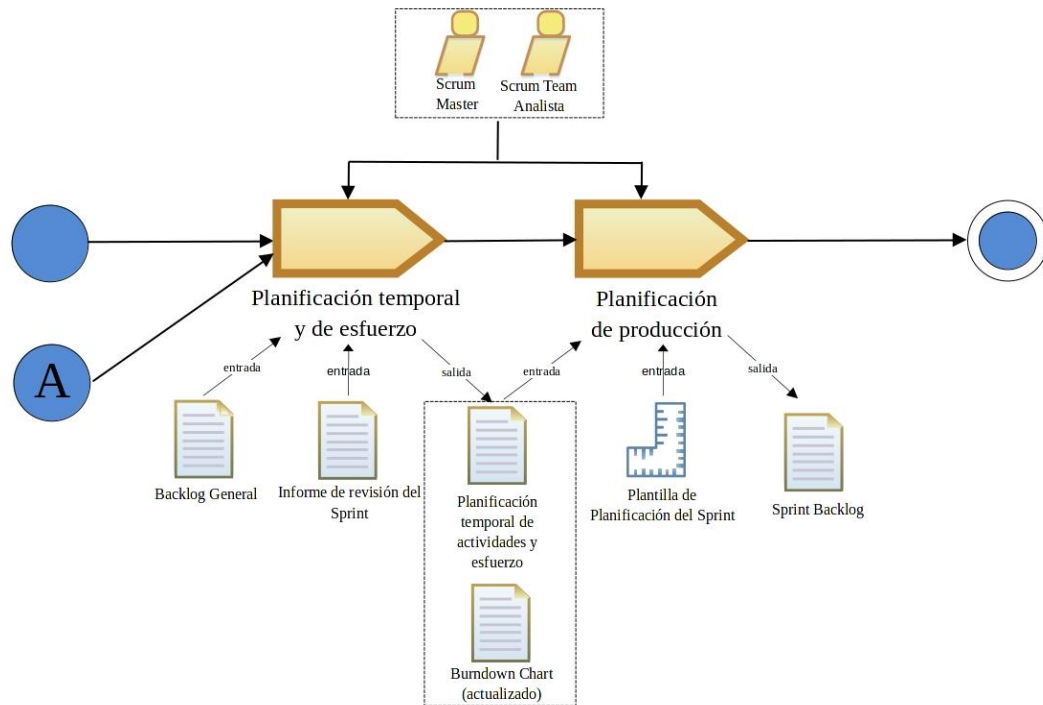 Scrum
Master
Scrum Team
Analista
Planificación temporal
y de esfuerzo
Planificación
de producción
A
entrada
entrada
salida
entrada
entrada
salida
Backlog General
Informe de revisión del
Sprint
Planificación
temporal de
actividades y
esfuerzo
Plantilla de
Planificación del Sprint
Sprint Backlog
Burndown Chart
(actualizado)